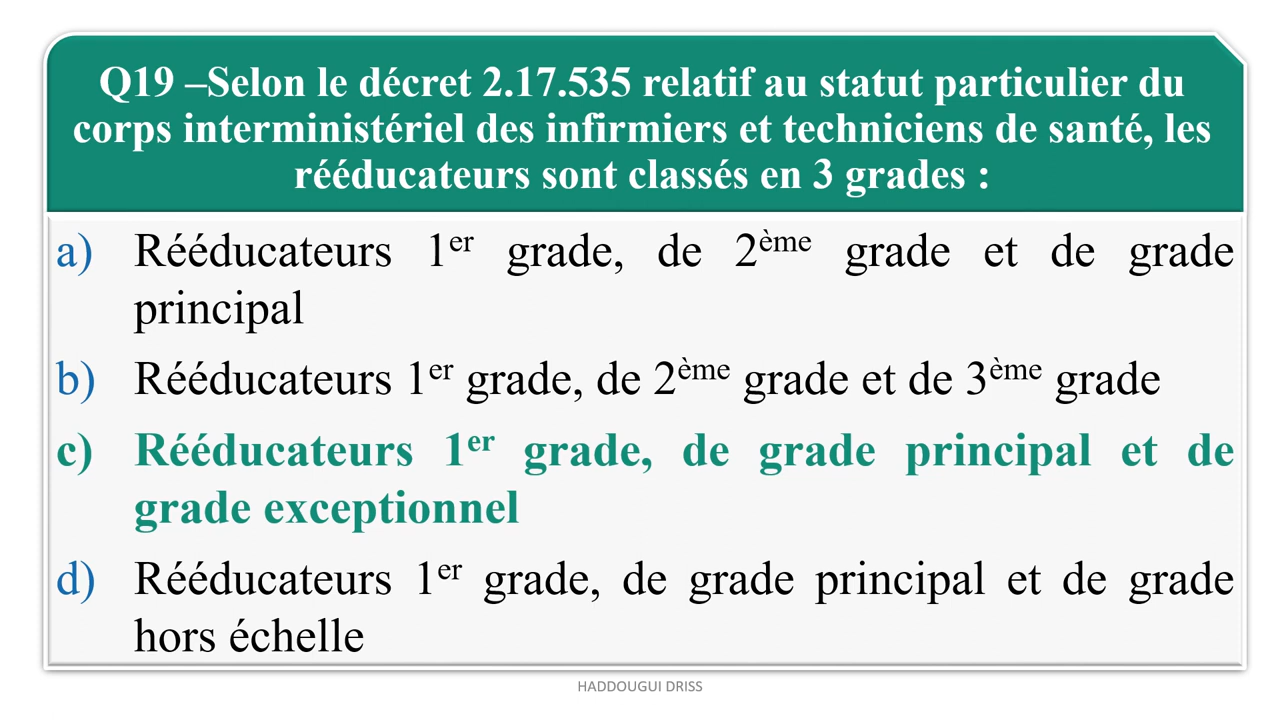 Q19 –Selon le décret 2.17.535 relatif au statut particulier du
corps interministériel des infirmiers et techniciens de santé, les
rééducateurs sont classés en 3 grades :
a) Rééducateurs 1er grade, de 2ème grade et de grade
principal
b) Rééducateurs 1er grade, de 2ème grade et de 3ème grade
c) Rééducateurs 1er grade, de grade principal et de
grade exceptionnel
d) Rééducateurs 1er grade, de grade principal et de grade
hors échelle
HADDOUGUI DRISS